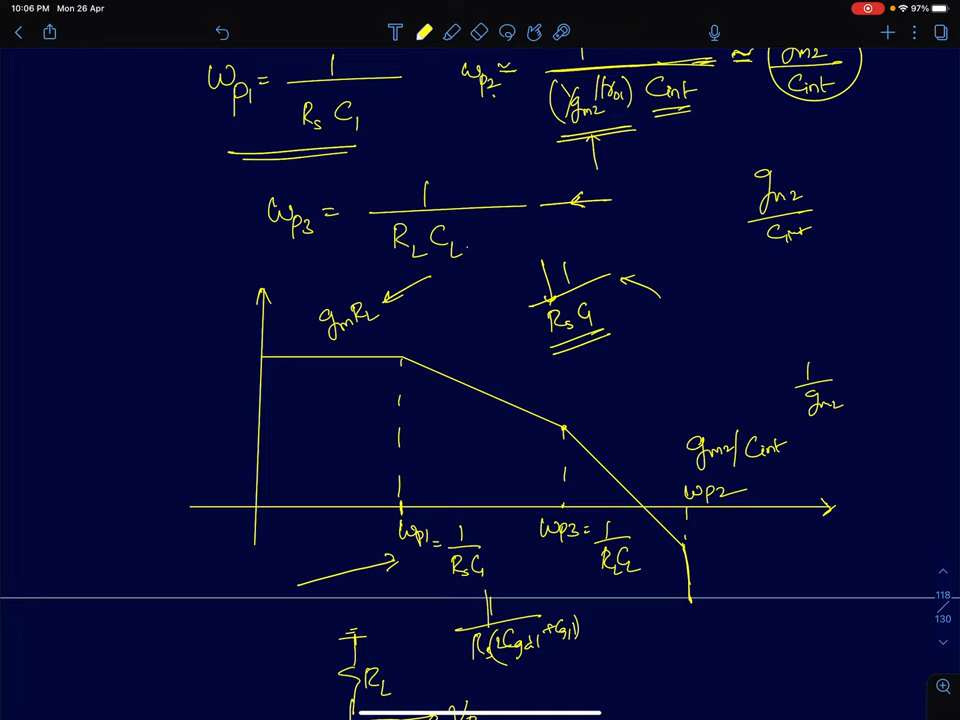 10:06 PM Mon 26 Apr
97%
ωp1 = 1 / Rs C1
ωp2 ≈ 1 / (1/gm2 || r01) Cint ≈ gm2 / Cint
ωp3 = 1 / RL CL
gm2 / Cint
gmRL
1 / Rs C1
1 / gm2
gm2/Cint
ωp2
ωp1 = 1 / Rs C1
ωp3 = 1 / RL CL
118
130
RL